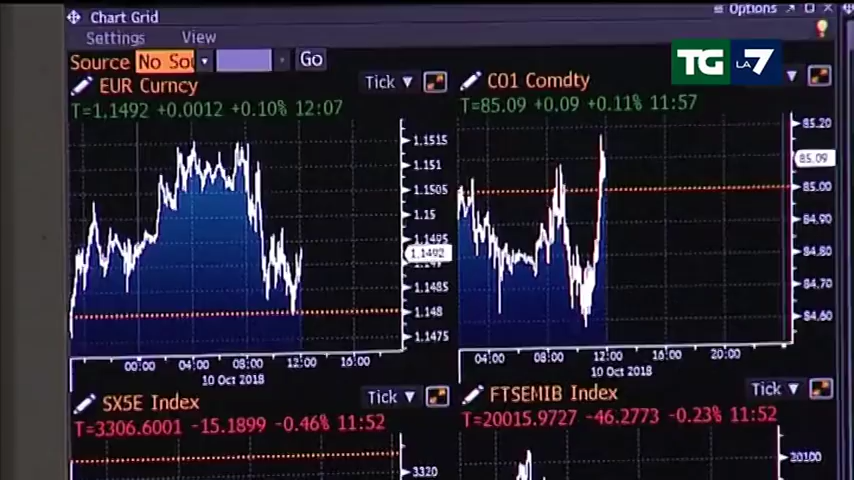 Chart Grid
Options
Settings View
Source No Sou Go
TG LA 7
EUR Curncy Tick
T=1.1492 +0.0012 +0.10% 12:07
1.1515
1.151
1.1505
1.15
1.1495
1.1492
1.1485
1.148
1.1475
00:00 04:00 08:00 12:00 16:00
10 Oct 2018
CO1 Comdty
T=85.09 +0.09 +0.11% 11:57
85.20
85.09
85.00
84.90
84.80
84.70
84.60
04:00 08:00 12:00 16:00 20:00
10 Oct 2018
SX5E Index Tick
T=3306.6001 -15.1899 -0.46% 11:52
3320
FTSEMIB Index Tick
T=20015.9727 -46.2773 -0.23% 11:52
20100